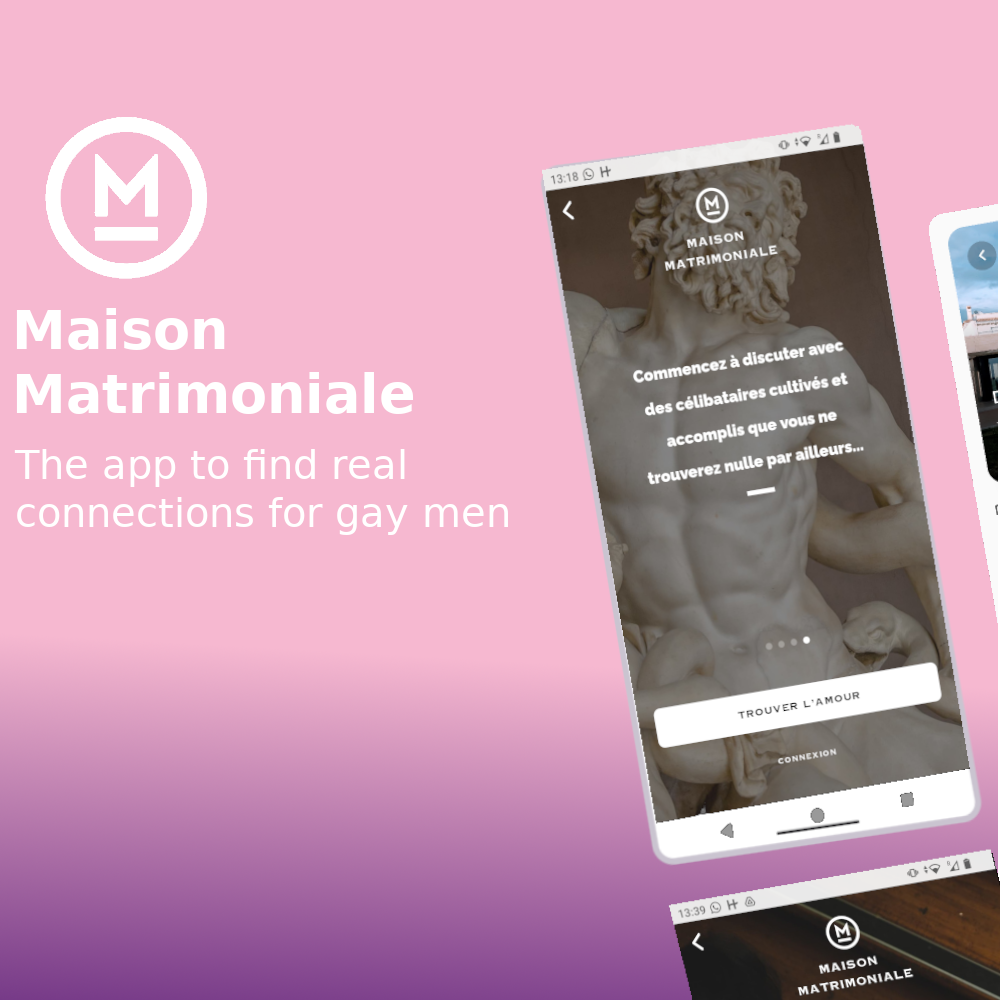 M
Maison
Matrimoniale
The app to find real
connections for gay men
13:18
M
MAISON
MATRIMONIALE
Commencez à discuter avec
des célibataires cultivés et
accomplis que vous ne
trouverez nulle par ailleurs...
TROUVER L'AMOUR
CONNEXION
13:39
M
MAISON
MATRIMONIALE